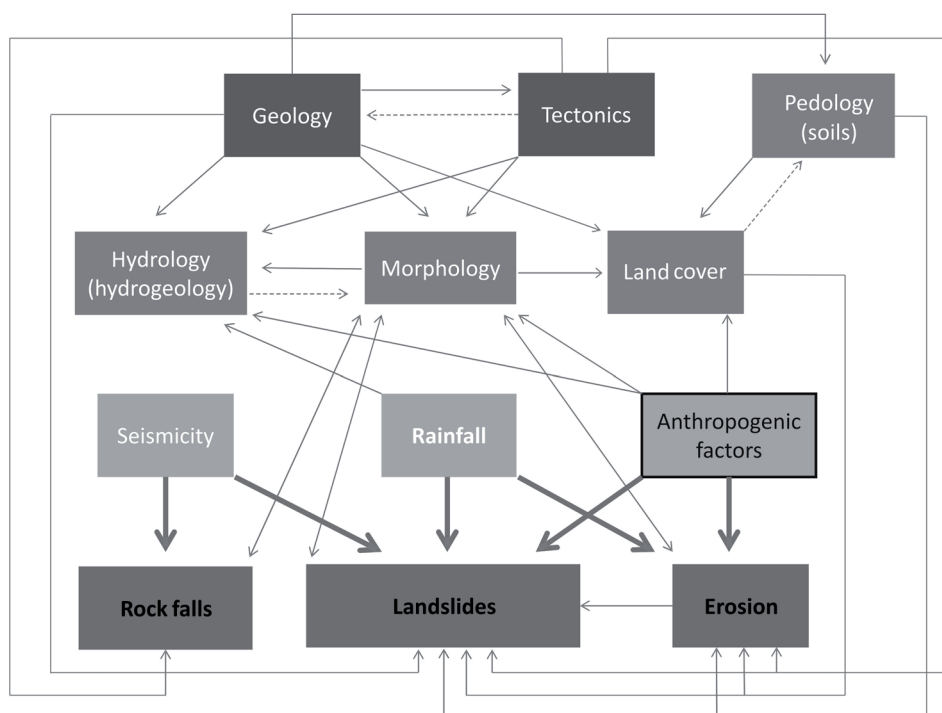 Geology
Tectonics
Pedology
(soils)
Hydrology
(hydrogeology)
Morphology
Land cover
Seismicity
Rainfall
Anthropogenic
factors
Rock falls
Landslides
Erosion